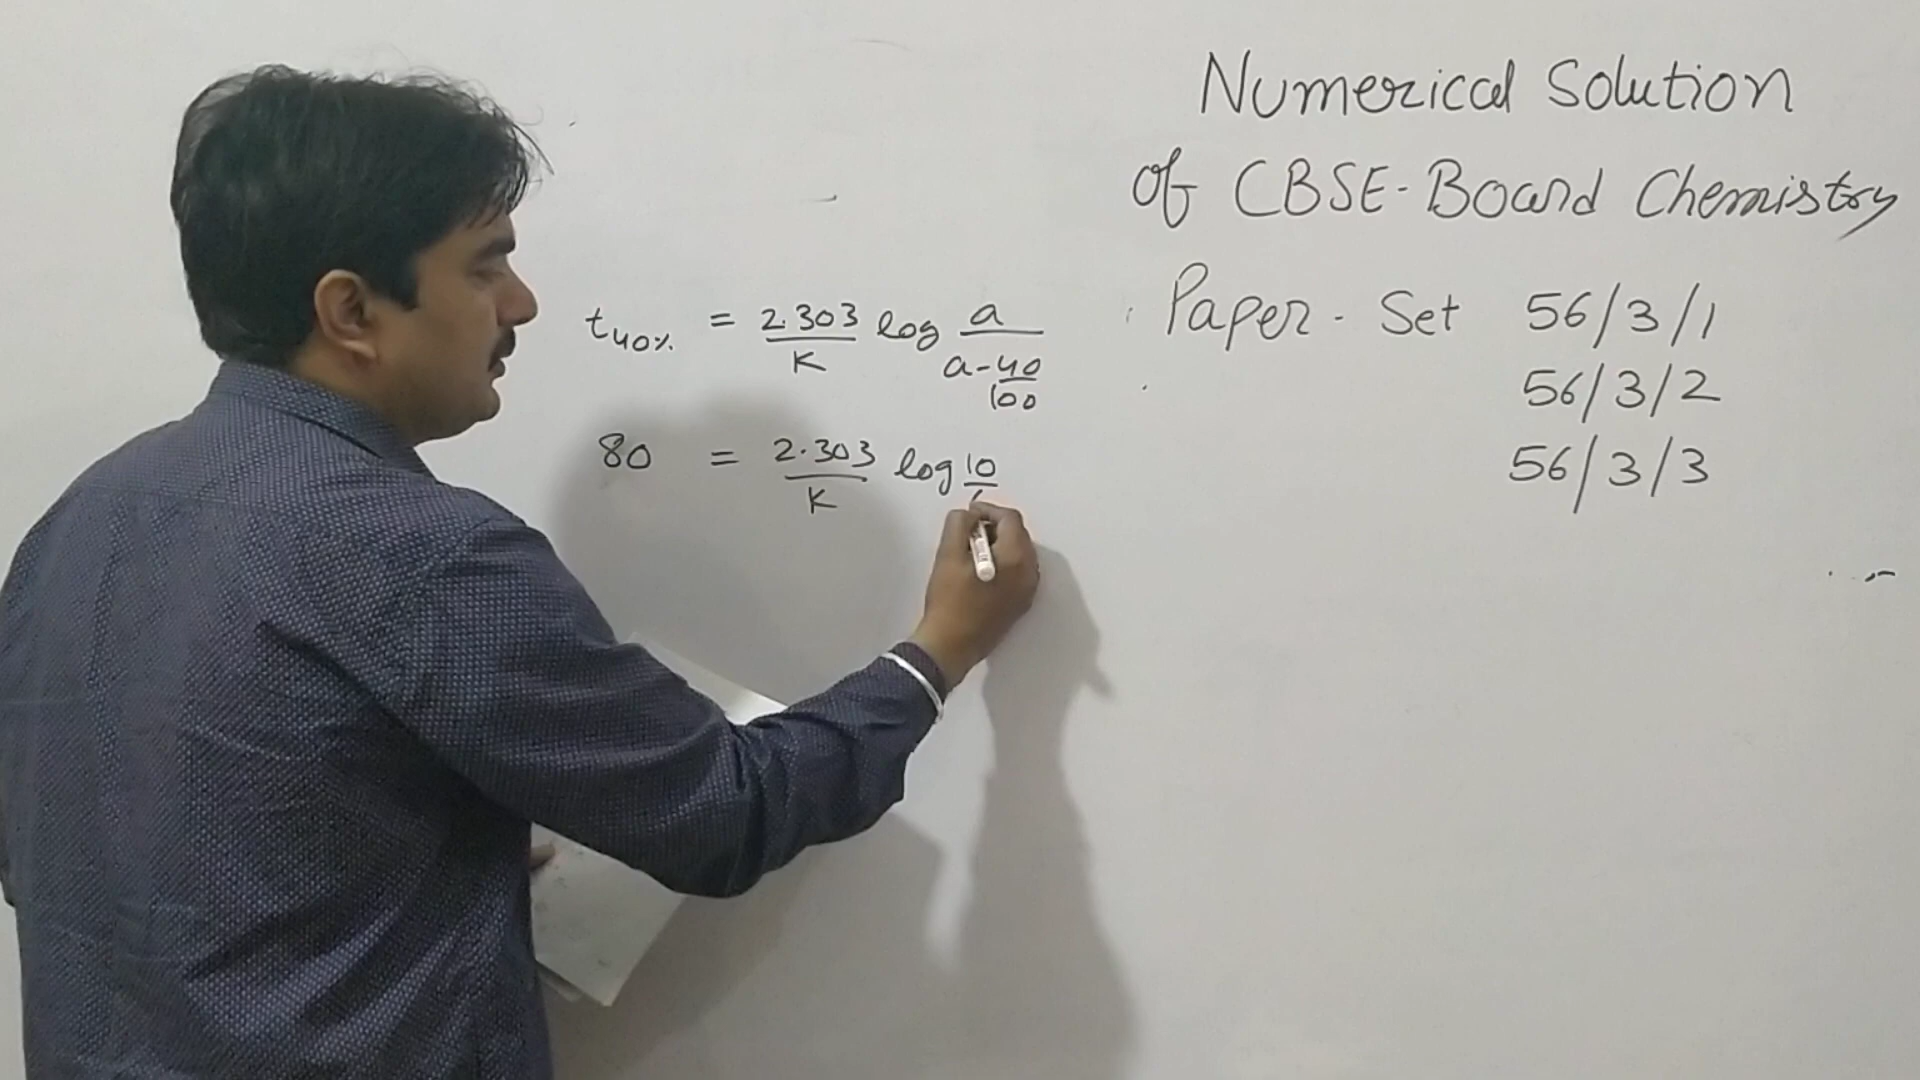 Numerical Solution
of CBSE-Board Chemistry
Paper - Set 56/3/1
56/3/2
56/3/3
t40% = 2.303/K log a/(a-40/100)
80 = 2.303/K log 10/